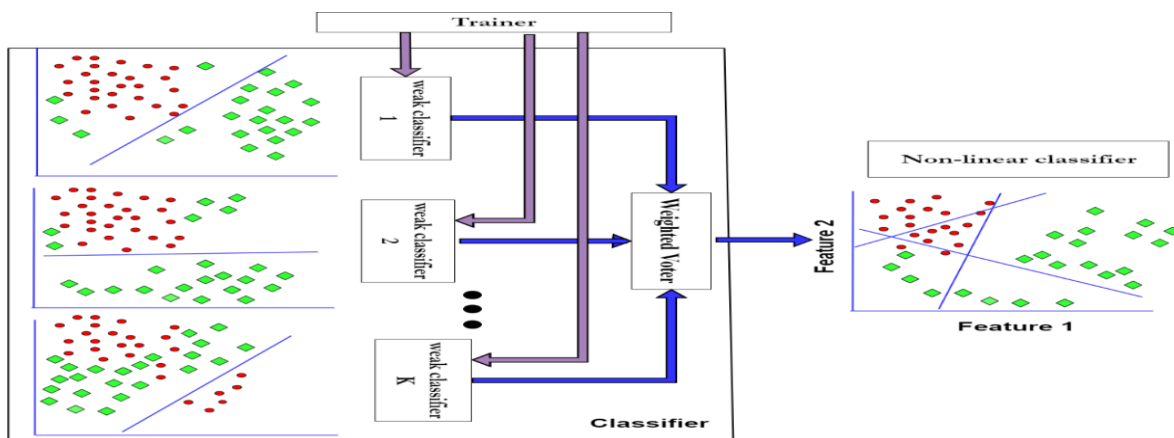 Trainer
weak classifier
1
weak classifier
2
weak classifier
K
Weighted Voter
Classifier
Non-linear classifier
Feature 2
Feature 1